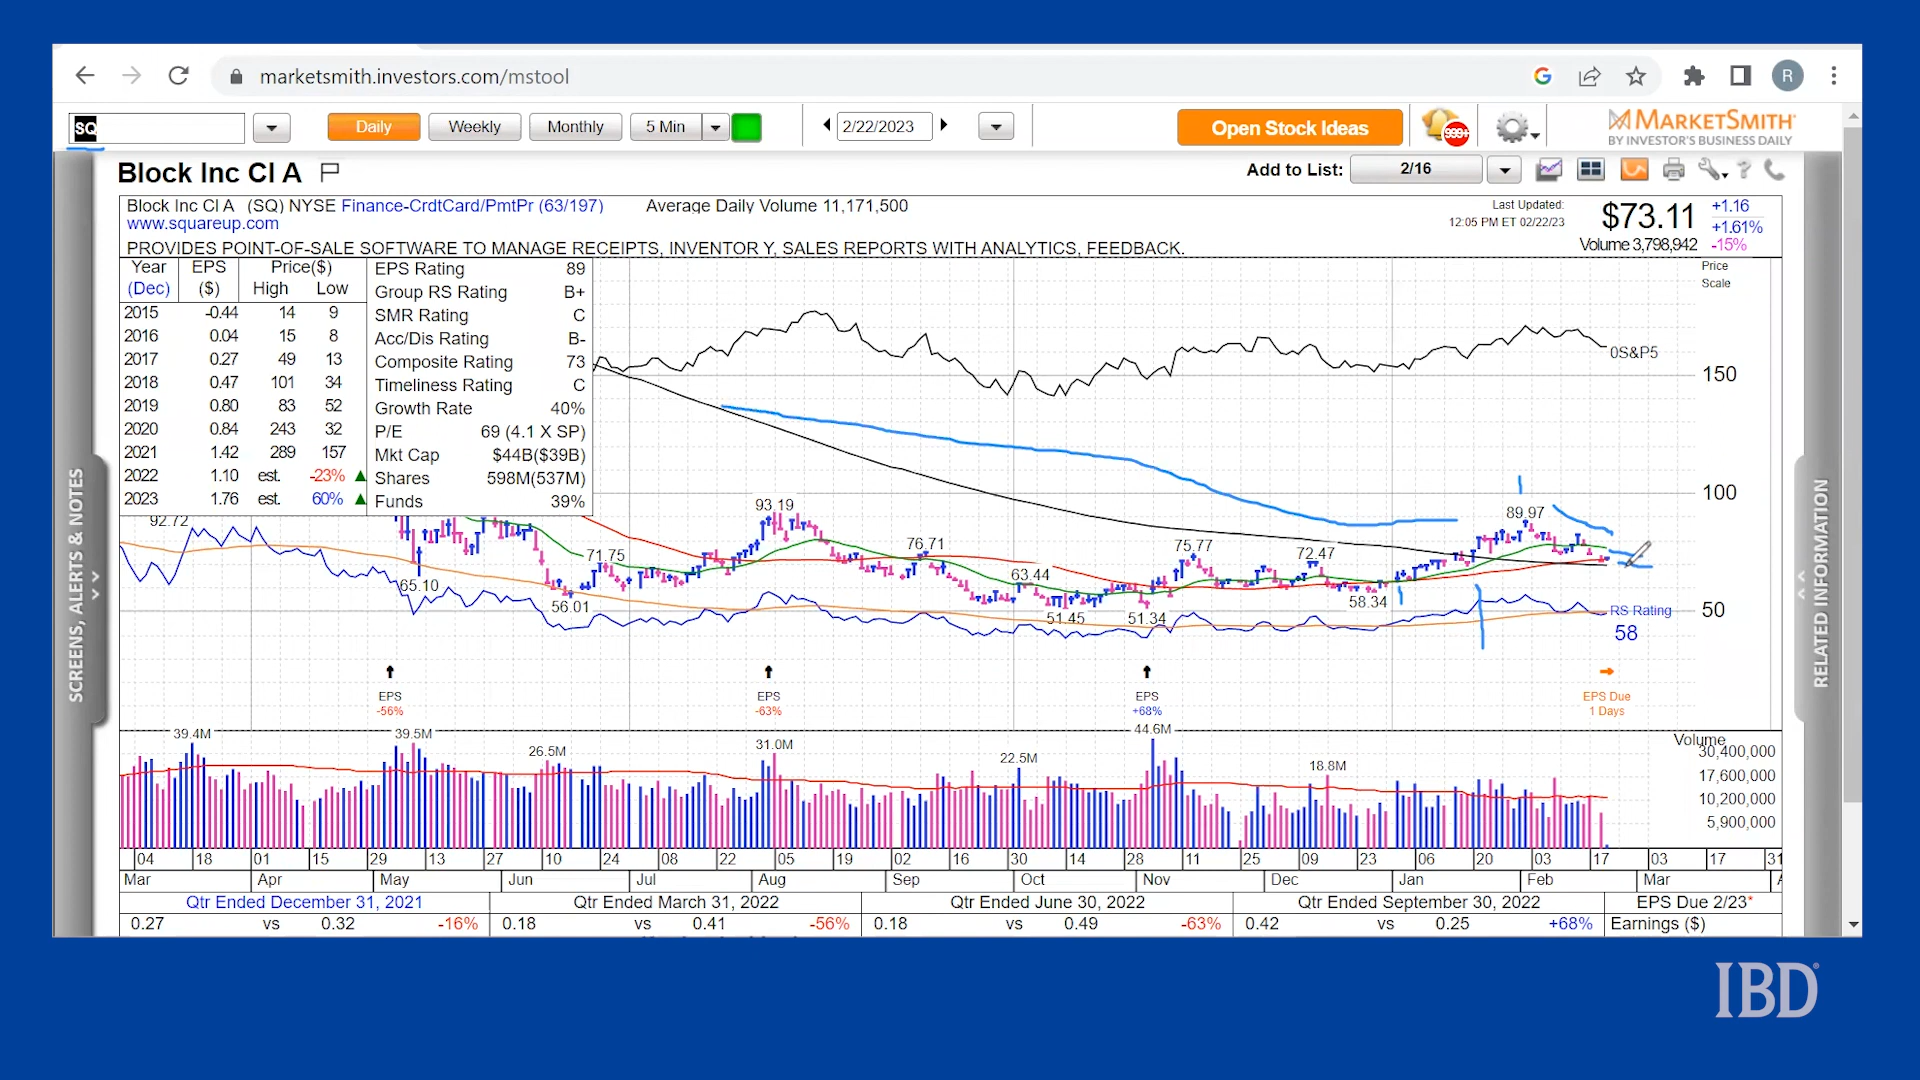 marketsmith.investors.com/mstool
R
SQ
Daily
Weekly
Monthly
5 Min
2/22/2023
Open Stock Ideas
999+
MARKETSMITH
BY INVESTOR'S BUSINESS DAILY
Block Inc Cl A
Add to List:
2/16
Block Inc Cl A (SQ) NYSE Finance-CrdtCard/PmtPr (63/197) Average Daily Volume 11,171,500
www.squareup.com
PROVIDES POINT-OF-SALE SOFTWARE TO MANAGE RECEIPTS, INVENTOR Y, SALES REPORTS WITH ANALYTICS, FEEDBACK.
Last Updated:
12:05 PM ET 02/22/23
$73.11
+1.16
+1.61%
Volume 3,798,942 -15%
Year EPS Price($)
(Dec) ($) High Low
2015 -0.44 14 9
2016 0.04 15 8
2017 0.27 49 13
2018 0.47 101 34
2019 0.80 83 52
2020 0.84 243 32
2021 1.42 289 157
2022 1.10 est. -23%
2023 1.76 est. 60%
EPS Rating 89
Group RS Rating B+
SMR Rating C
Acc/Dis Rating B-
Composite Rating 73
Timeliness Rating C
Growth Rate 40%
P/E 69 (4.1 X SP)
Mkt Cap $44B($39B)
Shares 598M(537M)
Funds 39%
Price
Scale
0S&P5
150
100
50
92.72
65.10
56.01
71.75
93.19
76.71
63.44
51.45
51.34
75.77
72.47
58.34
89.97
RS Rating
58
EPS
-56%
EPS
-63%
EPS
+68%
EPS Due
1 Days
39.4M
39.5M
26.5M
31.0M
22.5M
44.6M
18.8M
Volume
30,400,000
17,600,000
10,200,000
5,900,000
04 18 01 15 29 13 27 10 24 08 22 05 19 02 16 30 14 28 11 25 09 23 06 20 03 17 03 17 31
Mar Apr May Jun Jul Aug Sep Oct Nov Dec Jan Feb Mar A
Qtr Ended December 31, 2021 Qtr Ended March 31, 2022 Qtr Ended June 30, 2022 Qtr Ended September 30, 2022 EPS Due 2/23*
0.27 vs 0.32 -16% 0.18 vs 0.41 -56% 0.18 vs 0.49 -63% 0.42 vs 0.25 +68% Earnings ($)
SCREENS, ALERTS & NOTES
RELATED INFORMATION
IBD